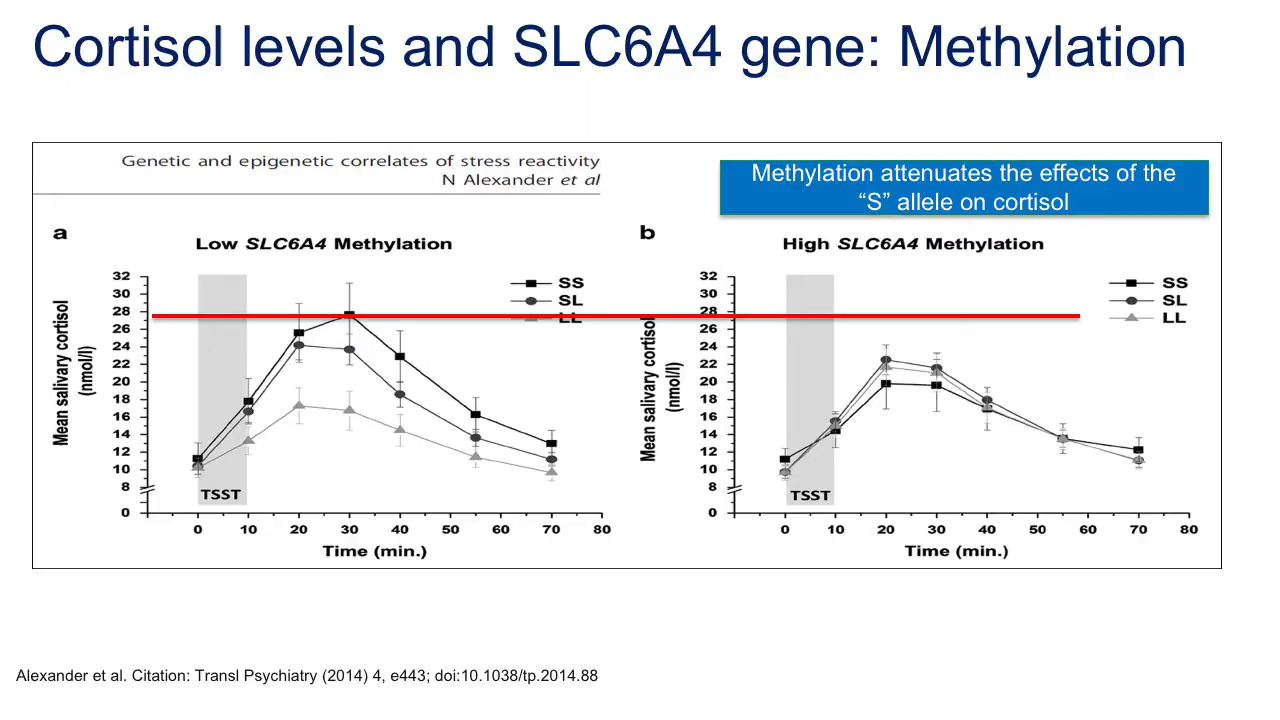 Cortisol levels and SLC6A4 gene: Methylation
Genetic and epigenetic correlates of stress reactivity
N Alexander et al
Methylation attenuates the effects of the
“S” allele on cortisol
a
Low SLC6A4 Methylation
Mean salivary cortisol
(nmol/l)
32
30
28
26
24
22
20
18
16
14
12
10
8
0
SS
SL
LL
TSST
0 10 20 30 40 50 60 70 80
Time (min.)
b
High SLC6A4 Methylation
Mean salivary cortisol
(nmol/l)
32
30
28
26
24
22
20
18
16
14
12
10
8
0
SS
SL
LL
TSST
0 10 20 30 40 50 60 70 80
Time (min.)
Alexander et al. Citation: Transl Psychiatry (2014) 4, e443; doi:10.1038/tp.2014.88